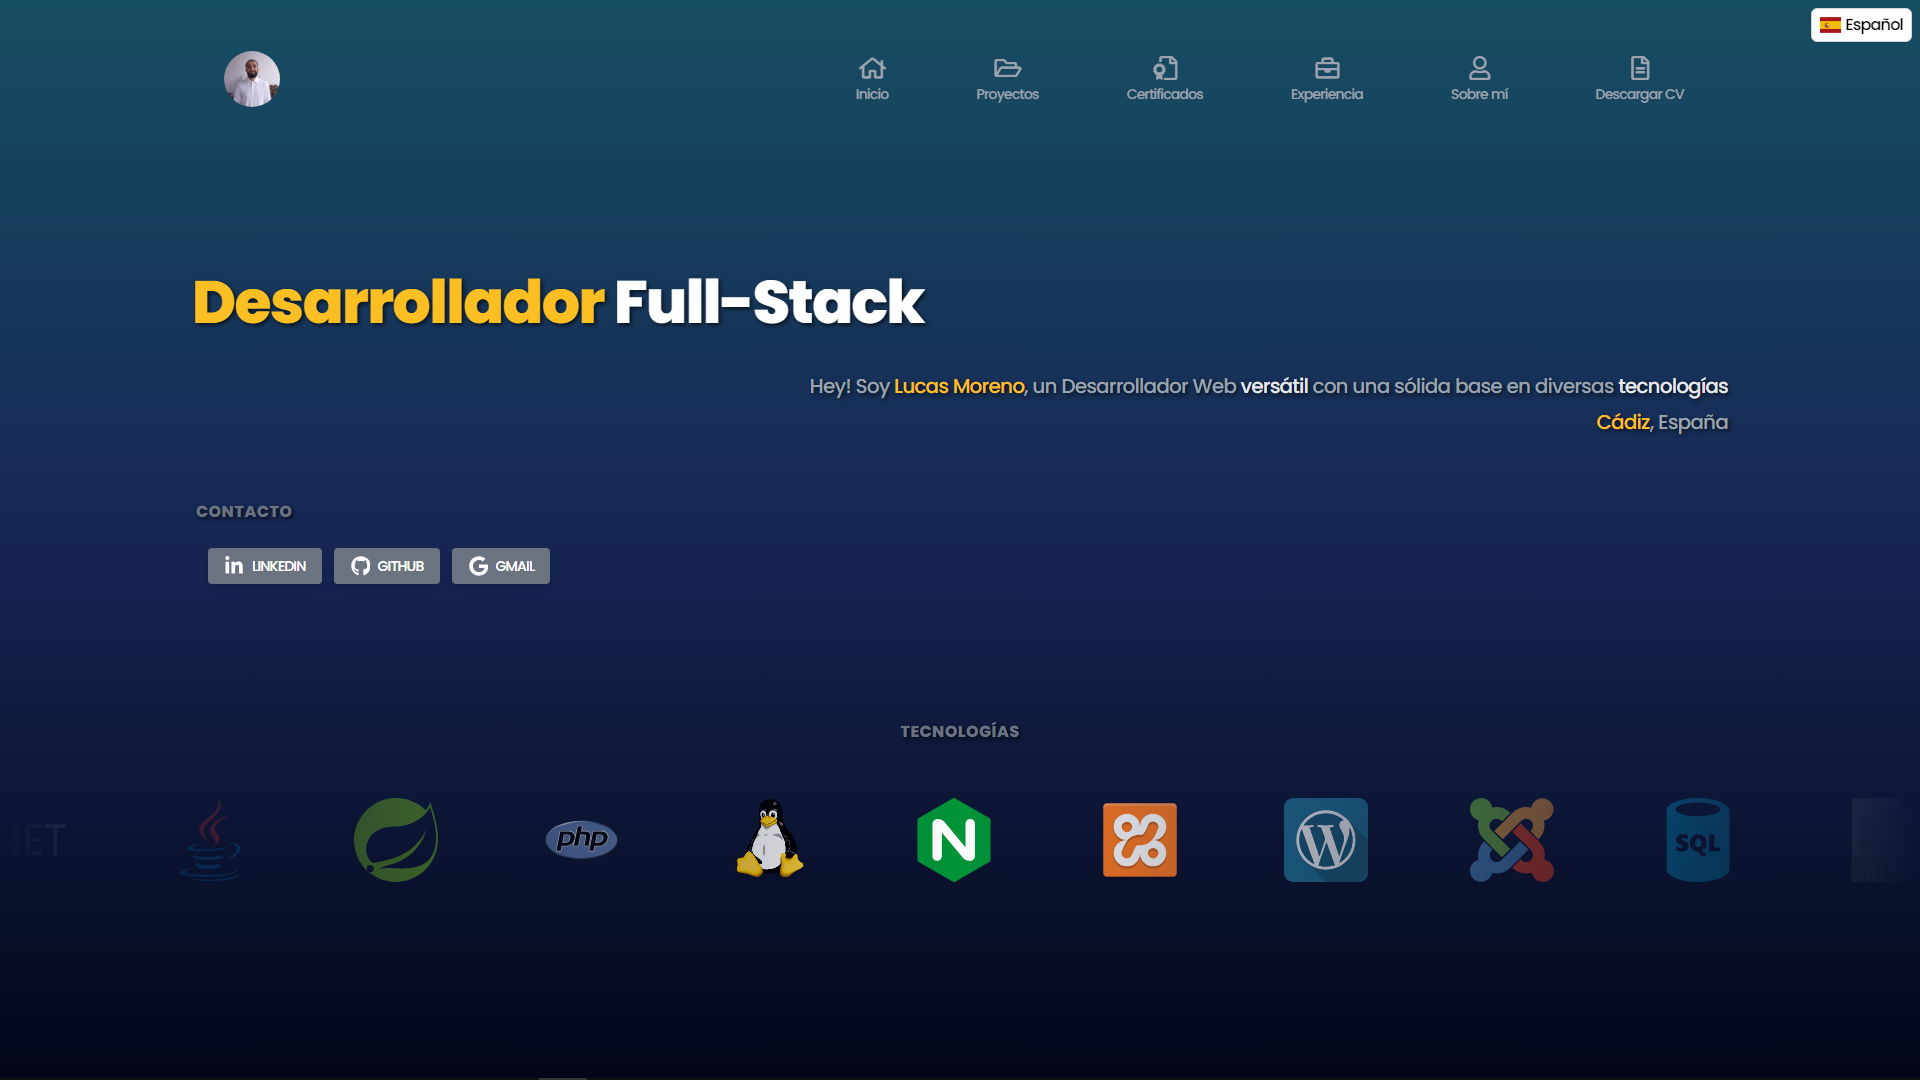 Español
Inicio
Proyectos
Certificados
Experiencia
Sobre mí
Descargar CV
Desarrollador Full-Stack
Hey! Soy Lucas Moreno, un Desarrollador Web versátil con una sólida base en diversas tecnologías
Cádiz, España
CONTACTO
LINKEDIN
GITHUB
GMAIL
TECNOLOGÍAS
php
SQL